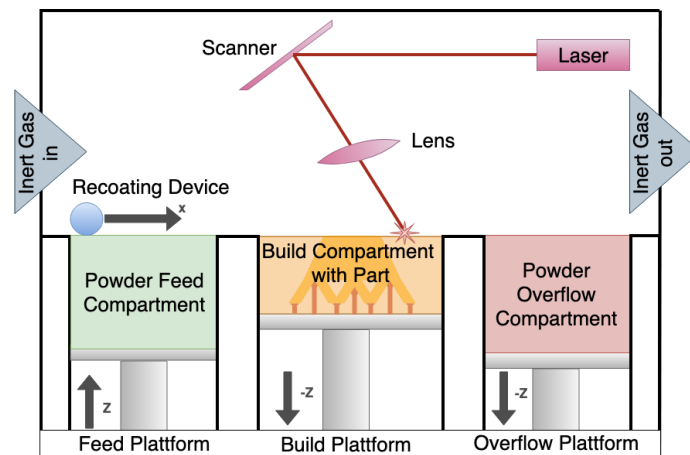 Scanner
Laser
Lens
Inert Gas
in
Inert Gas
out
Recoating Device
x
Powder Feed
Compartment
Build Compartment
with Part
Powder
Overflow
Compartment
Z
-Z
-Z
Feed Plattform
Build Plattform
Overflow Plattform